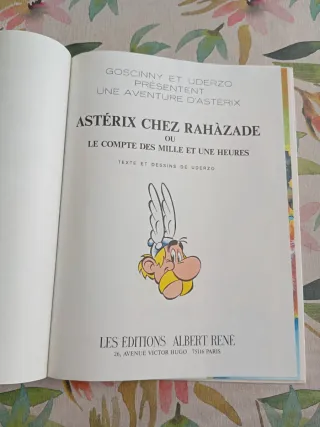 GOSCINNY ET UDERZO
PRÉSENTENT
UNE AVENTURE D'ASTÉRIX
ASTÉRIX CHEZ RAHÀZADE
OU
LE COMPTE DES MILLE ET UNE HEURES
TEXTE ET DESSINS DE UDERZO
LES ÉDITIONS ALBERT RENÉ
26, AVENUE VICTOR HUGO 75116 PARIS